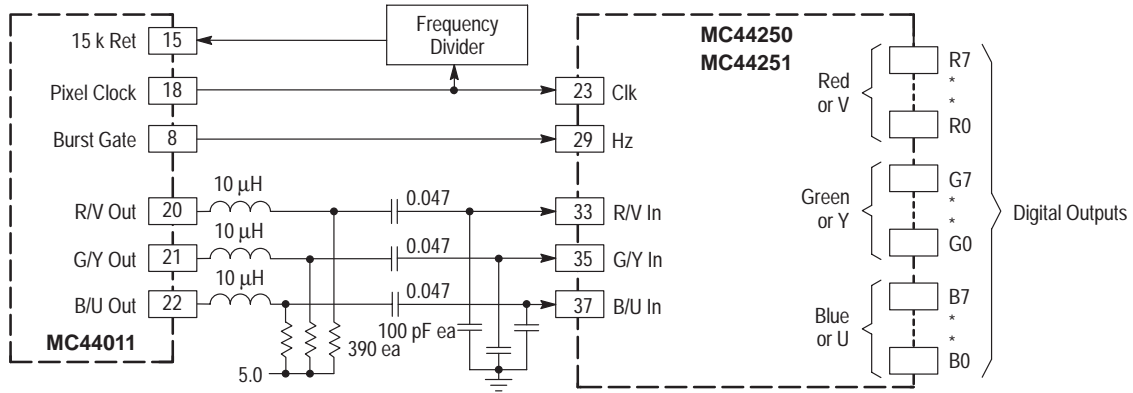 15 k Ret
15
Frequency
Divider
MC44250
MC44251
Pixel Clock
18
23
Clk
Burst Gate
8
29
Hz
10 μH
0.047
R/V Out
20
33
R/V In
10 μH
0.047
G/Y Out
21
35
G/Y In
10 μH
0.047
B/U Out
22
37
B/U In
MC44011
100 pF ea
390 ea
5.0
Red
or V
R7
*
*
R0
Green
or Y
G7
*
*
G0
Digital Outputs
Blue
or U
B7
*
*
B0